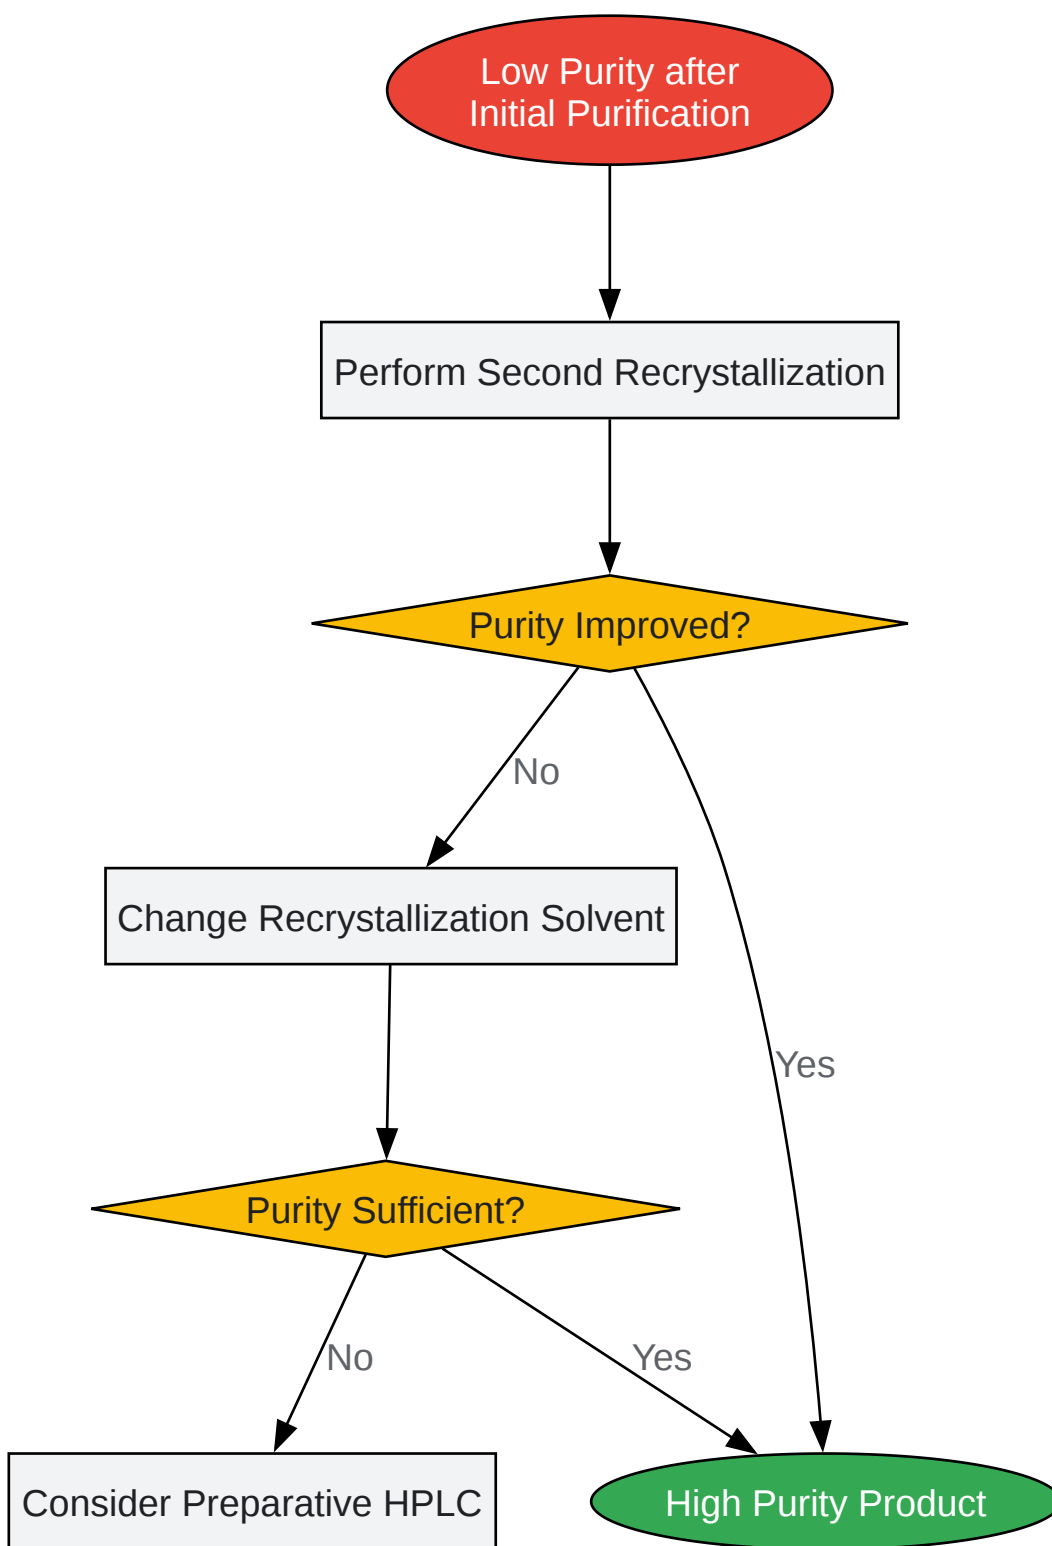 Low Purity after
Initial Purification
Perform Second Recrystallization
Purity Improved?
No
Change Recrystallization Solvent
Yes
Purity Sufficient?
No
Yes
Consider Preparative HPLC
High Purity Product